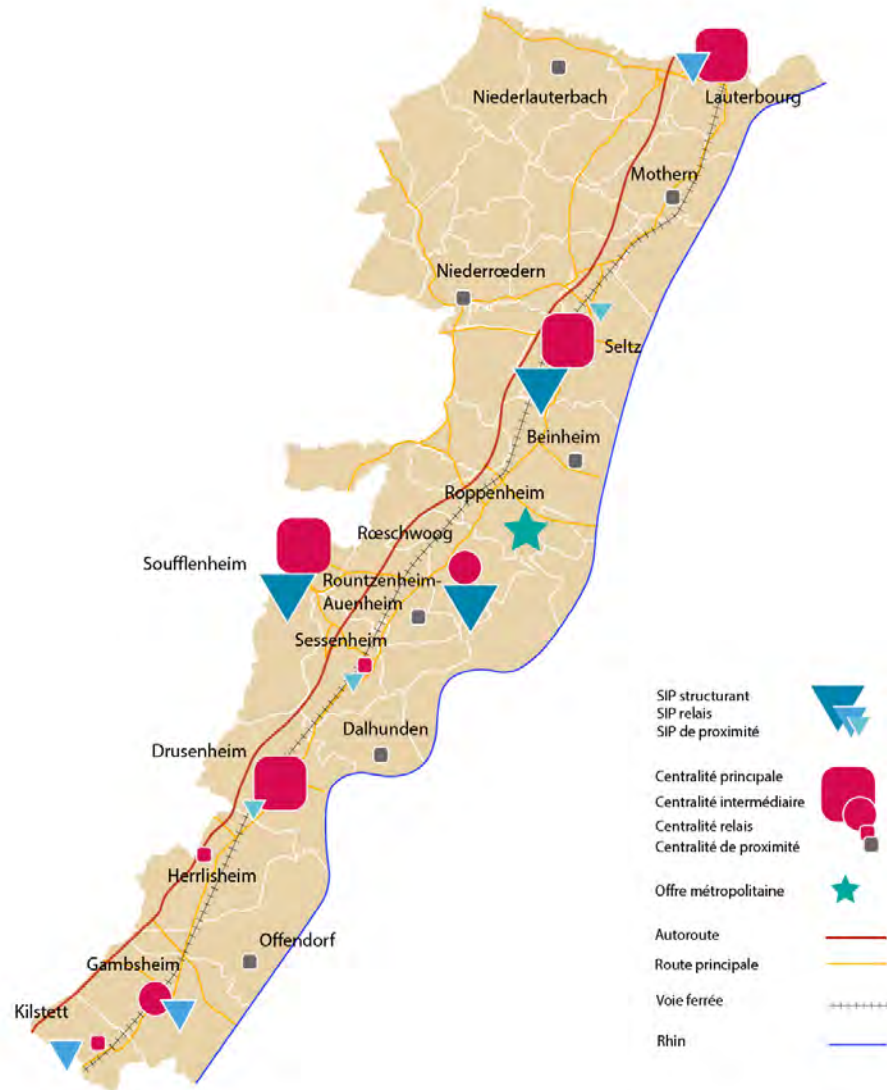 Niederlauterbach
Lauterbourg
Mothern
Niederrœdern
Seltz
Beinheim
Roppenheim
Rœschwoog
Soufflenheim
Rountzenheim-
Auenheim
Sessenheim
Dalhunden
Drusenheim
Herrlisheim
Offendorf
Gambsheim
Kilstett
SIP structurant
SIP relais
SIP de proximité
Centralité principale
Centralité intermédiaire
Centralité relais
Centralité de proximité
Offre métropolitaine
Autoroute
Route principale
Voie ferrée
Rhin